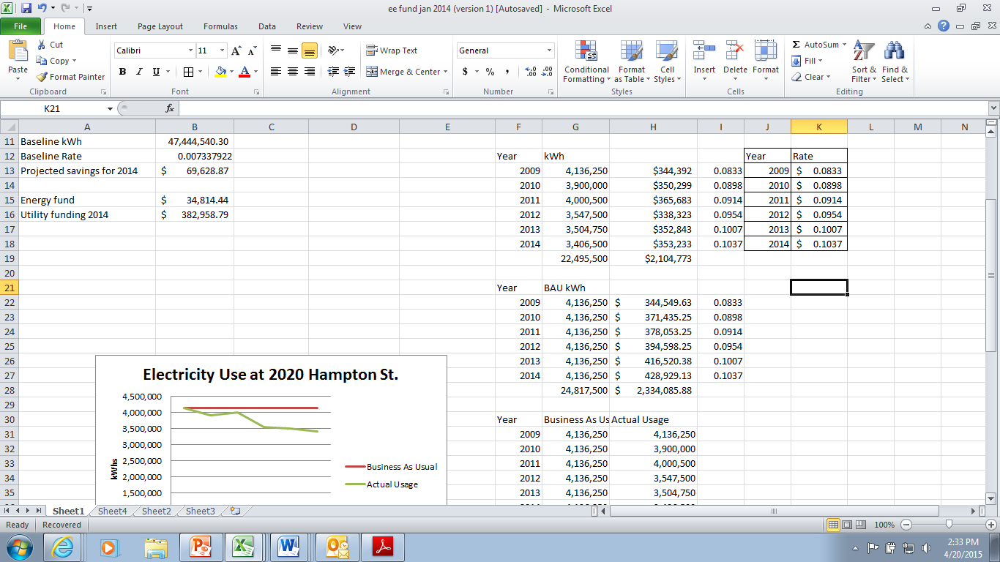 ee fund jan 2014 (version 1) [Autosaved] - Microsoft Excel
File Home Insert Page Layout Formulas Data Review View
Paste Cut Copy Format Painter Clipboard
Calibri 11 A A B I U A Font
Wrap Text Merge & Center Alignment
General $ % , .00 .0 Number
Conditional Formatting Format as Table Cell Styles Styles
Insert Delete Format Cells
Σ AutoSum Fill Clear Sort & Filter Find & Select Editing
K21 fx
A B C D E F G H I J K L M N
11 Baseline kWh 47,444,540.30
12 Baseline Rate 0.007337922 Year kWh Year Rate
13 Projected savings for 2014 $ 69,628.87 2009 4,136,250 $344,392 0.0833 2009 $ 0.0833
14 2010 3,900,000 $350,299 0.0898 2010 $ 0.0898
15 Energy fund $ 34,814.44 2011 4,000,500 $365,683 0.0914 2011 $ 0.0914
16 Utility funding 2014 $ 382,958.79 2012 3,547,500 $338,323 0.0954 2012 $ 0.0954
17 2013 3,504,750 $352,843 0.1007 2013 $ 0.1007
18 2014 3,406,500 $353,233 0.1037 2014 $ 0.1037
19 22,495,500 $2,104,773
20
21 Year BAU kWh
22 2009 4,136,250 $ 344,549.63 0.0833
23 2010 4,136,250 $ 371,435.25 0.0898
24 2011 4,136,250 $ 378,053.25 0.0914
25 2012 4,136,250 $ 394,598.25 0.0954
26 2013 4,136,250 $ 416,520.38 0.1007
27 2014 4,136,250 $ 428,929.13 0.1037
28 24,817,500 $ 2,334,085.88
29
30 Year Business As Us Actual Usage
31 2009 4,136,250 4,136,250
32 2010 4,136,250 3,900,000
33 2011 4,136,250 4,000,500
34 2012 4,136,250 3,547,500
35 2013 4,136,250 3,504,750
Electricity Use at 2020 Hampton St.
4,500,000
4,000,000
3,500,000
3,000,000
2,500,000
2,000,000
1,500,000
kWhs
Business As Usual
Actual Usage
Sheet1 Sheet4 Sheet2 Sheet3
Ready Recovered 100%
2:33 PM
4/20/2015